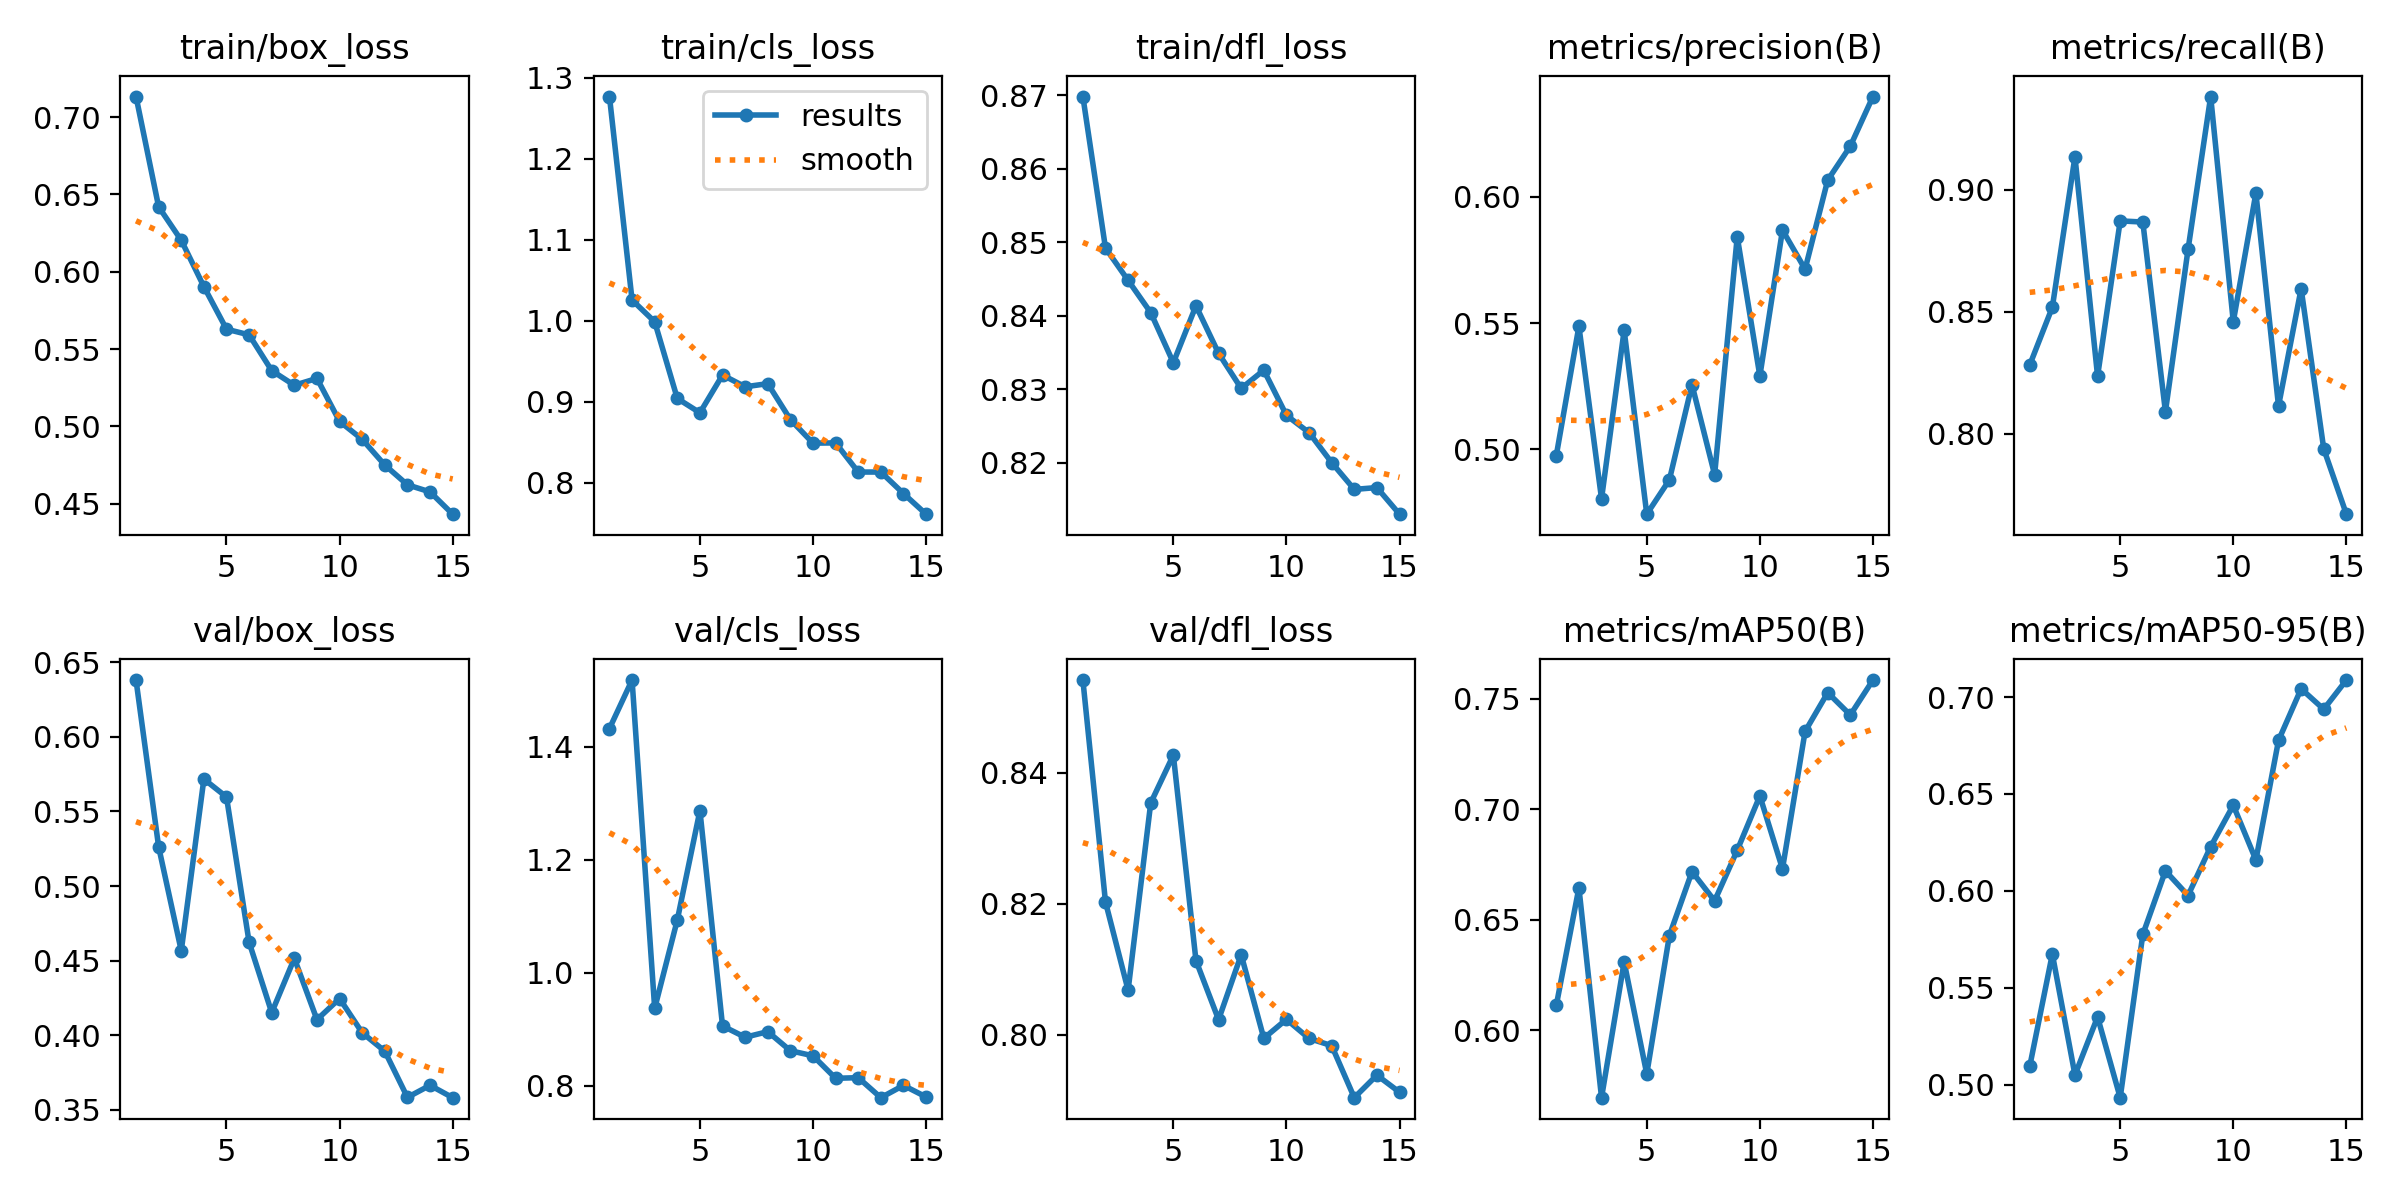 train/box_loss
0.70
0.65
0.60
0.55
0.50
0.45
5 10 15
train/cls_loss
1.3
1.2
1.1
1.0
0.9
0.8
results
smooth
5 10 15
train/dfl_loss
0.87
0.86
0.85
0.84
0.83
0.82
5 10 15
metrics/precision(B)
0.60
0.55
0.50
5 10 15
metrics/recall(B)
0.90
0.85
0.80
5 10 15
val/box_loss
0.65
0.60
0.55
0.50
0.45
0.40
0.35
5 10 15
val/cls_loss
1.4
1.2
1.0
0.8
5 10 15
val/dfl_loss
0.84
0.82
0.80
5 10 15
metrics/mAP50(B)
0.75
0.70
0.65
0.60
5 10 15
metrics/mAP50-95(B)
0.70
0.65
0.60
0.55
0.50
5 10 15